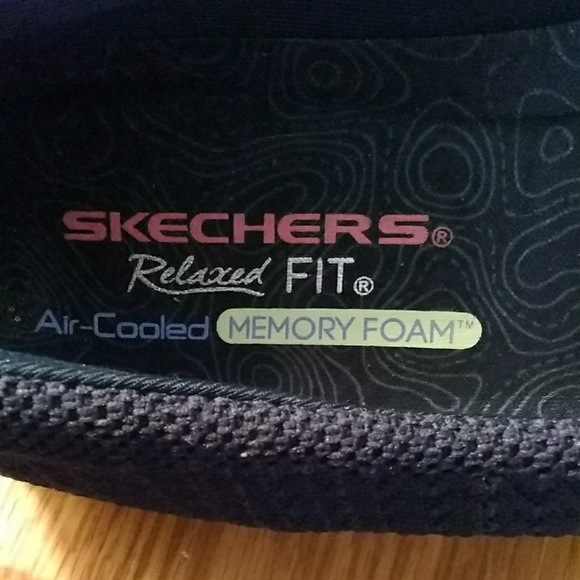 SKECHERS®
Relaxed FIT®
Air-Cooled MEMORY FOAM™